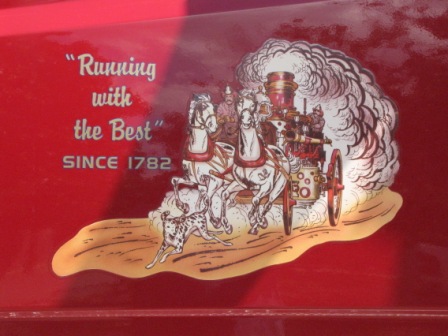 "Running
with
the Best"
SINCE 1782